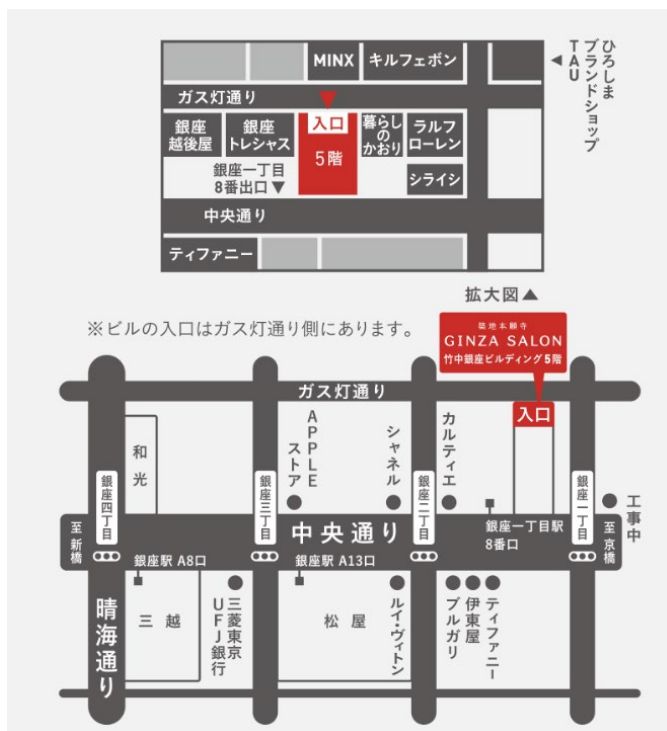 MINX
キルフェボン
ひろしま
ブランドショップ
TAU
ガス灯通り
銀座
越後屋
銀座
トレシャス
入口
5階
暮らし
の
かおり
ラルフ
ローレン
銀座一丁目
8番出口▼
シライシ
中央通り
ティファニー
拡大図▲
※ビルの入口はガス灯通り側にあります。
築地本願寺
GINZA SALON
竹中銀座ビルディング5階
ガス灯通り
入口
和光
APPLE
ストア
シャネル
カルティエ
銀座四丁目
銀座三丁目
銀座二丁目
銀座一丁目
工事中
至新橋
中央通り
銀座一丁目駅
8番口
至京橋
銀座駅 A8口
銀座駅 A13口
晴海通り
三越
三菱東京
UFJ銀行
松屋
ルイ・ヴィトン
ブルガリ
伊東屋
ティファニー